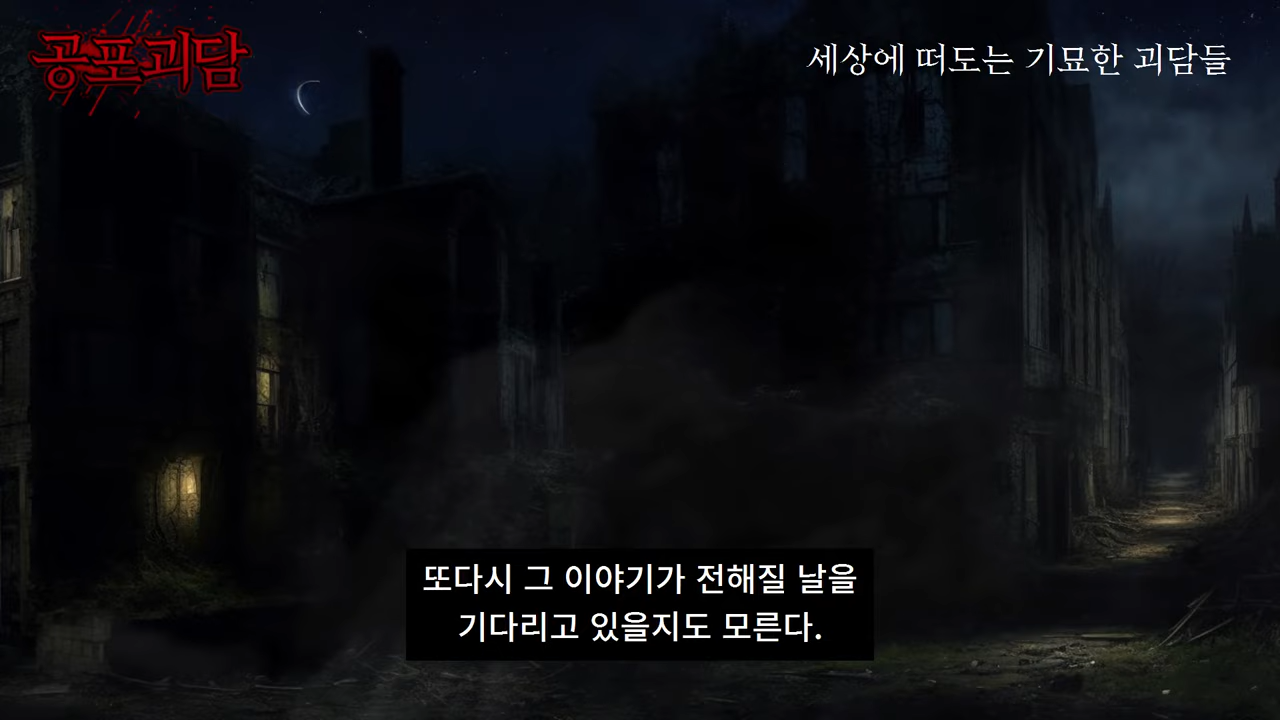 공포괴담
세상에 떠도는 기묘한 괴담들
또다시 그 이야기가 전해질 날을
기다리고 있을지도 모른다.